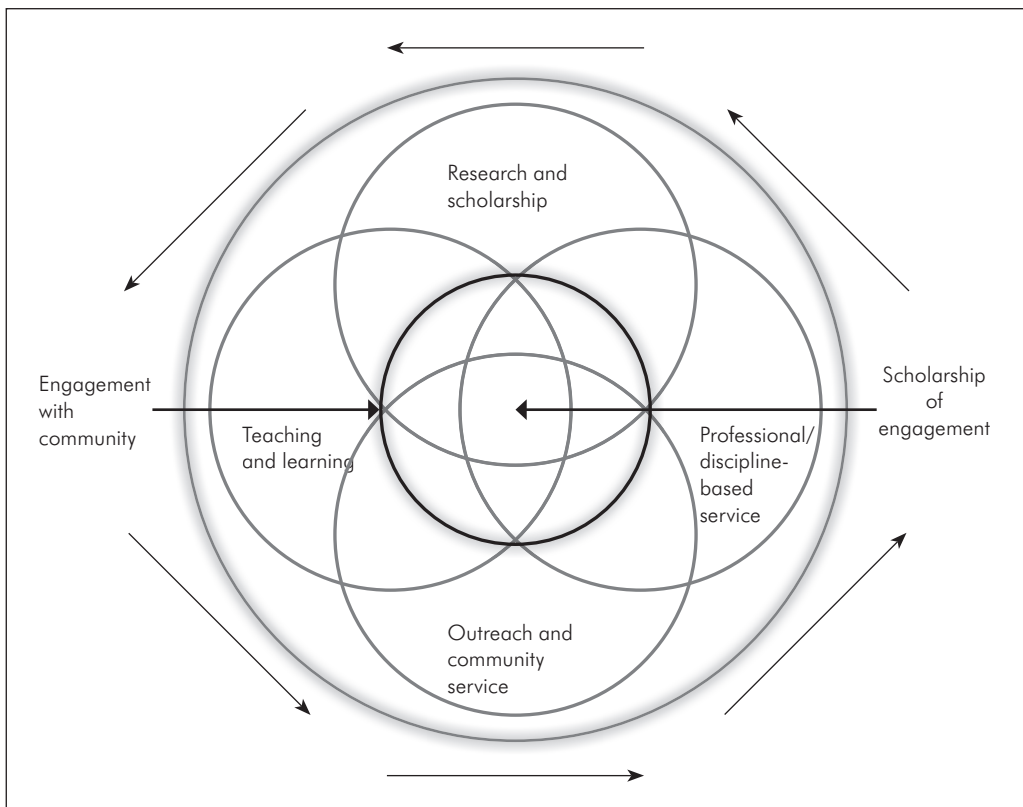 Research and
scholarship
Engagement
with
community
Teaching
and learning
Professional/
discipline-
based
service
Scholarship
of
engagement
Outreach and
community
service